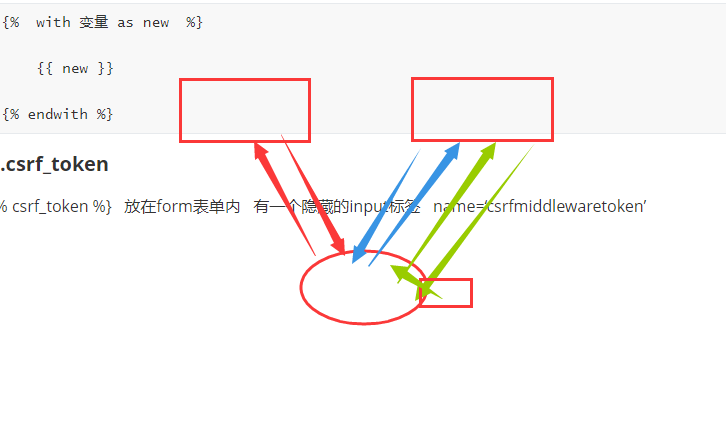 {%  with 变量 as new  %}
{{ new }}
{% endwith %}
.csrf_token
% csrf_token %}   放在form表单内   有一个隐藏的input标签   name=‘csrfmiddlewaretoken’